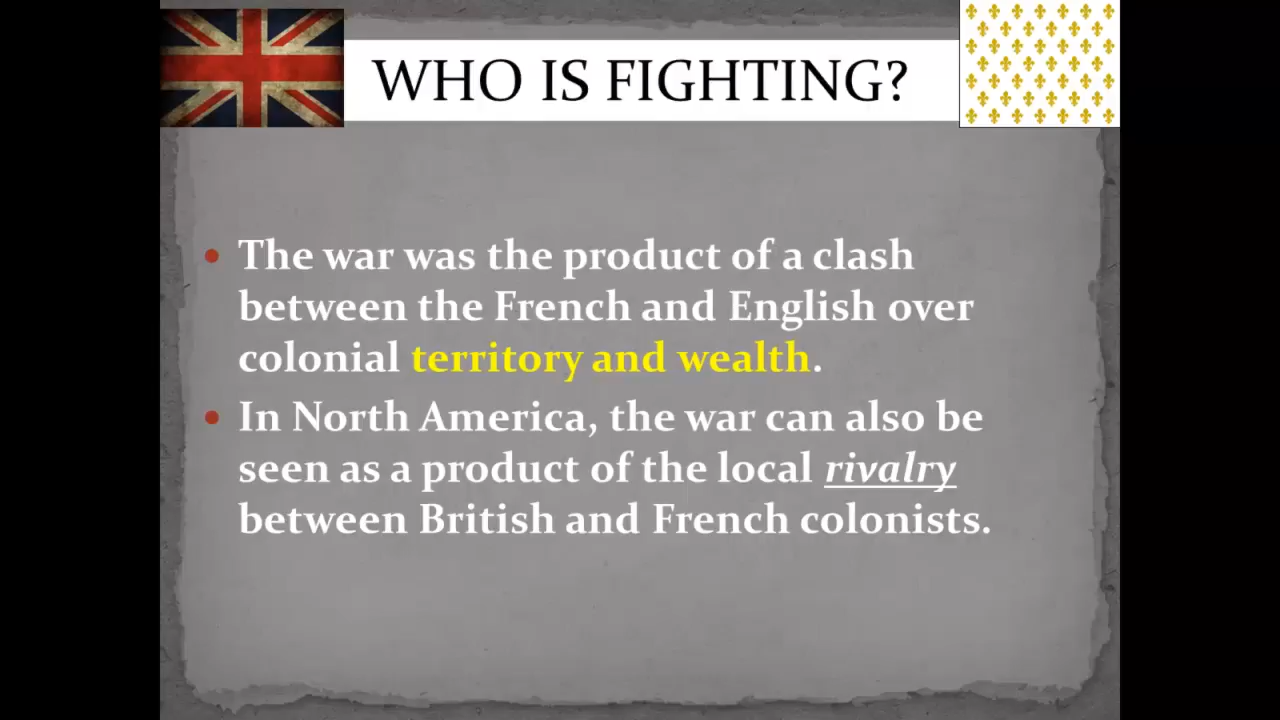 WHO IS FIGHTING?
• The war was the product of a clash
between the French and English over
colonial territory and wealth.
• In North America, the war can also be
seen as a product of the local rivalry
between British and French colonists.